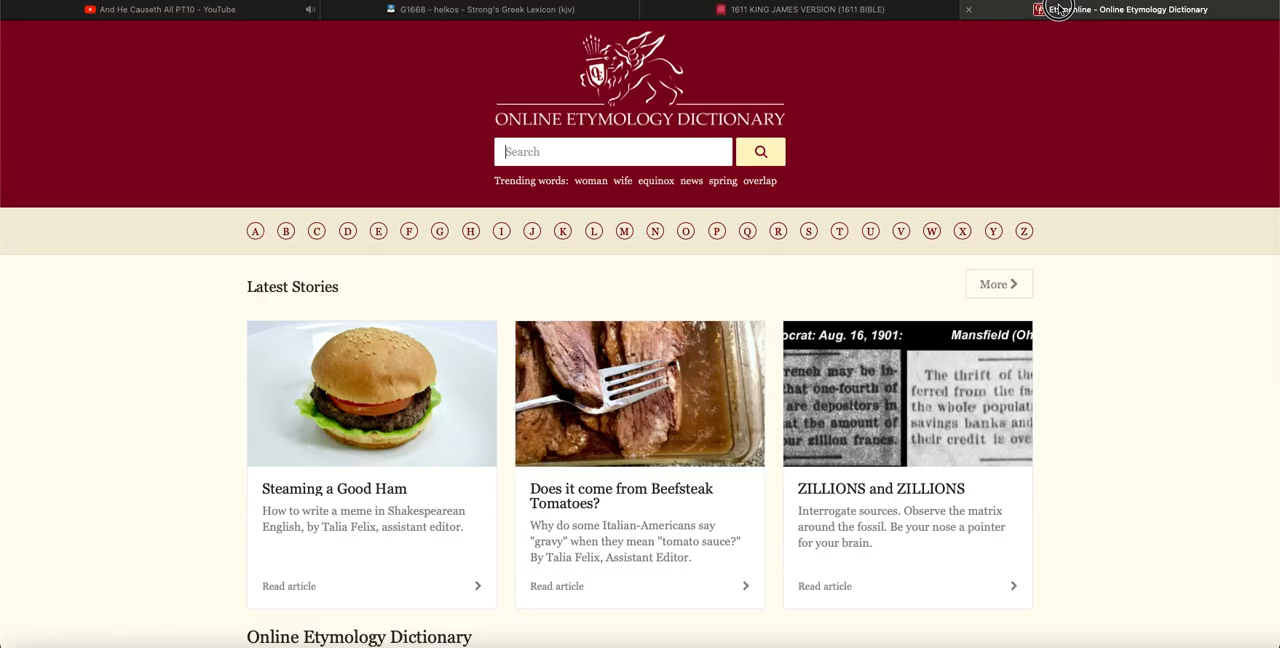 And He Causeth All PT10 - YouTube
G1668 - helkos - Strong's Greek Lexicon (kjv)
1611 KING JAMES VERSION (1611 BIBLE)
Online Etymology Dictionary
ONLINE ETYMOLOGY DICTIONARY
Search
Trending words: woman wife equinox news spring overlap
A B C D E F G H I J K L M N O P Q R S T U V W X Y Z
Latest Stories
More
ocrat: Aug. 16, 1901: Mansfield (Oh
rench may be in-
that one-fourth of
are depositors in
at the amount of
our zillion francs.
The thrift of the
ferred from the fa
the whole populat
savings banks and
their credit is ove
Steaming a Good Ham
How to write a meme in Shakespearean
English, by Talia Felix, assistant editor.
Read article
Does it come from Beefsteak
Tomatoes?
Why do some Italian-Americans say
"gravy" when they mean "tomato sauce?"
By Talia Felix, Assistant Editor.
Read article
ZILLIONS and ZILLIONS
Interrogate sources. Observe the matrix
around the fossil. Be your nose a pointer
for your brain.
Read article
Online Etymology Dictionary